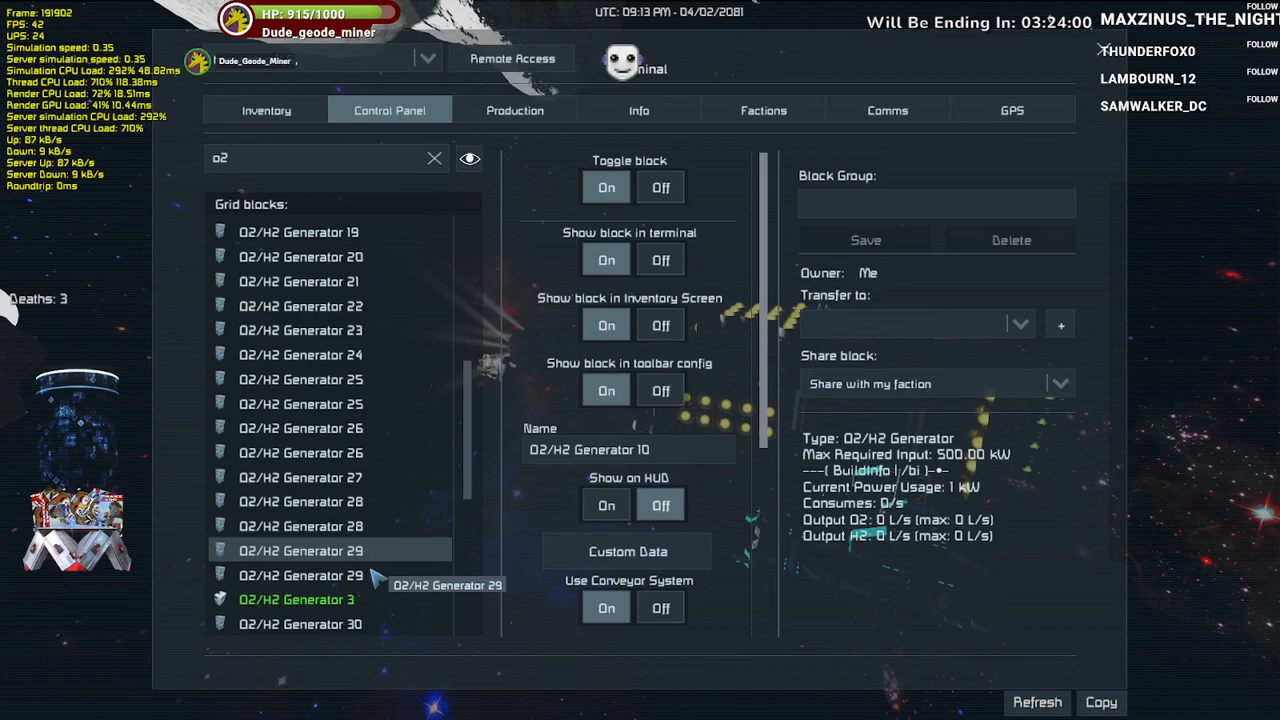 Frame: 191902
FPS: 42
UPS: 24
Simulation speed: 0.35
Server simulation speed: 0.35
Simulation CPU Load: 292% 48.82ms
Thread CPU Load: 710% 118.38ms
Render CPU Load: 72% 18.51ms
Render GPU Load: 41% 10.44ms
Server simulation CPU Load: 292%
Server thread CPU Load: 710%
Up: 87 kB/s
Down: 9 kB/s
Server Up: 87 kB/s
Server Down: 9 kB/s
Roundtrip: 0ms
HP: 915/1000
Dude_geode_miner
UTC: 09:13 PM - 04/02/2081
Will Be Ending In: 03:24:00
FOLLOW
MAXZINUS_THE_NIGHT
THUNDERFOX0
FOLLOW
LAMBOURN_12
FOLLOW
SAMWALKER_DC
FOLLOW
Dude_Geode_Miner
Remote Access
minal
Inventory
Control Panel
Production
Info
Factions
Comms
GPS
o2
Grid blocks:
O2/H2 Generator 19
O2/H2 Generator 20
O2/H2 Generator 21
O2/H2 Generator 22
O2/H2 Generator 23
O2/H2 Generator 24
O2/H2 Generator 25
O2/H2 Generator 25
O2/H2 Generator 26
O2/H2 Generator 26
O2/H2 Generator 27
O2/H2 Generator 28
O2/H2 Generator 28
O2/H2 Generator 29
O2/H2 Generator 29
O2/H2 Generator 29
O2/H2 Generator 3
O2/H2 Generator 30
Deaths: 3
Toggle block
On Off
Show block in terminal
On Off
Show block in Inventory Screen
On Off
Show block in toolbar config
On Off
Name
O2/H2 Generator 10
Show on HUD
On Off
Custom Data
Use Conveyor System
On Off
Block Group:
Save Delete
Owner: Me
Transfer to:
+
Share block:
Share with my faction
Type: O2/H2 Generator
Max Required Input: 500.00 kW
---( BuildInfo | /bi )-•-
Current Power Usage: 1 kW
Consumes: 0/s
Output O2: 0 L/s (max: 0 L/s)
Output H2: 0 L/s (max: 0 L/s)
Refresh Copy